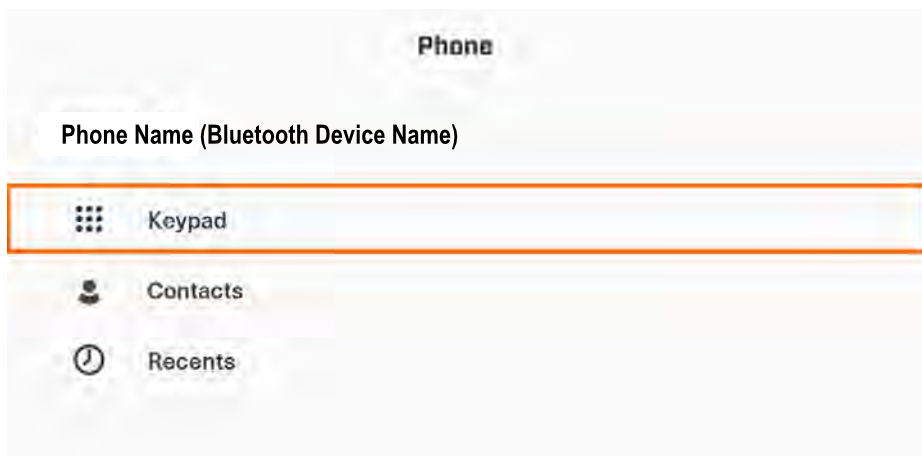 Phone
Phone Name (Bluetooth Device Name)
Keypad
Contacts
Recents